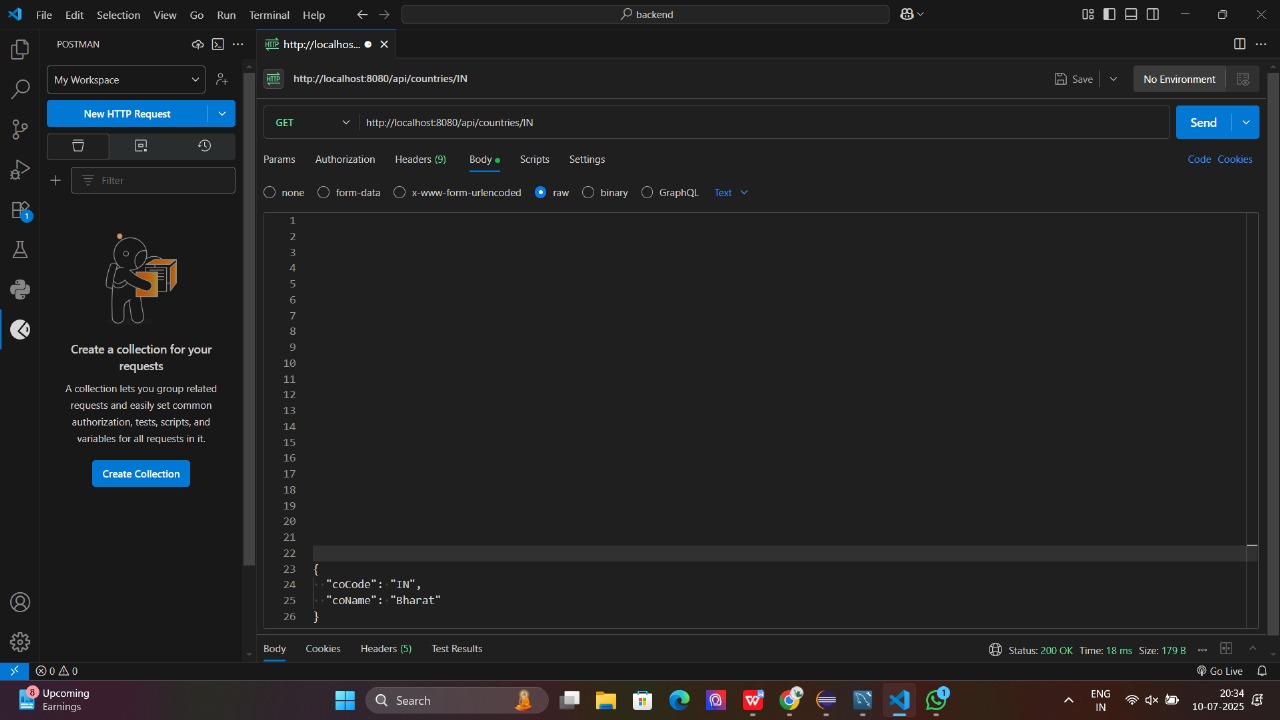 File Edit Selection View Go Run Terminal Help
backend
POSTMAN
HTTP http://localhos...
My Workspace
HTTP http://localhost:8080/api/countries/IN
Save
No Environment
New HTTP Request
GET http://localhost:8080/api/countries/IN
Send
Filter
Params Authorization Headers (9) Body Scripts Settings
Code Cookies
none form-data x-www-form-urlencoded raw binary GraphQL Text
1
2
3
4
5
6
7
8
9
10
11
12
13
14
15
16
17
18
19
20
21
22
23 {
24 "coCode": "IN",
25 "coName": "Bharat"
26 }
1
Create a collection for your
requests
A collection lets you group related
requests and easily set common
authorization, tests, scripts, and
variables for all requests in it.
Create Collection
Body Cookies Headers (5) Test Results
Status: 200 OK Time: 18 ms Size: 179 B
0 0
Go Live
8
Upcoming
Earnings
Search
1
ENG
IN
20:34
10-07-2025